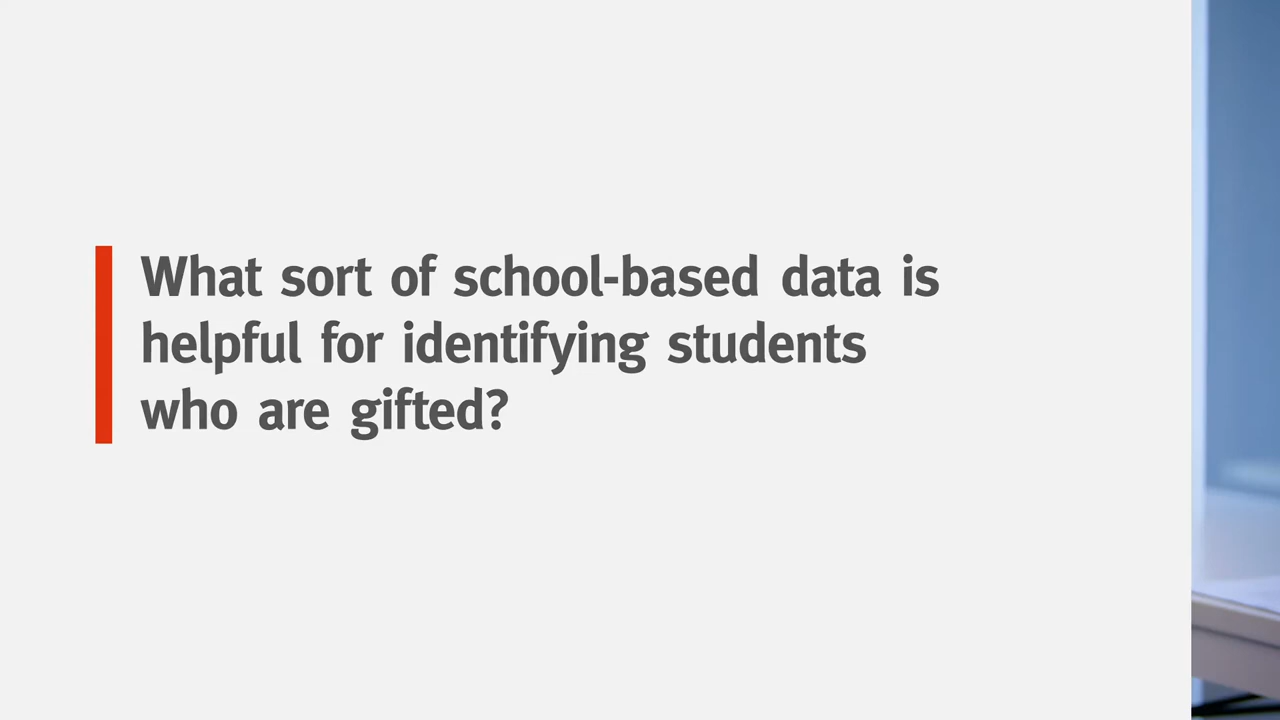 What sort of school-based data is
helpful for identifying students
who are gifted?